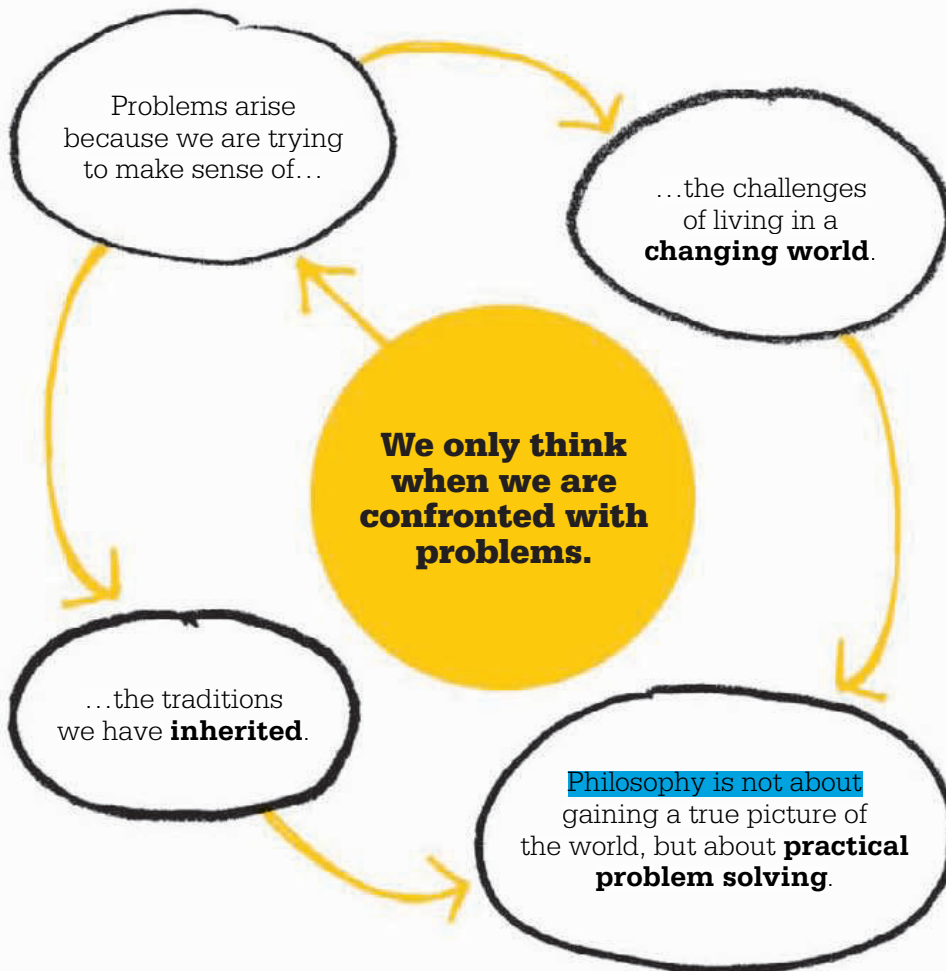 Problems arise
because we are trying
to make sense of…
…the challenges
of living in a
changing world.
We only think
when we are
confronted with
problems.
…the traditions
we have inherited.
Philosophy is not about
gaining a true picture of
the world, but about practical
problem solving.